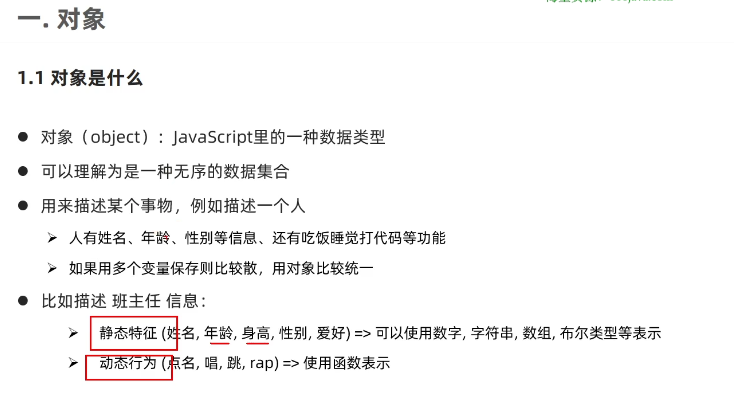 一. 对象
1.1 对象是什么
对象（object）：JavaScript里的一种数据类型
可以理解为是一种无序的数据集合
用来描述某个事物，例如描述一个人
人有姓名、年龄、性别等信息、还有吃饭睡觉打代码等功能
如果用多个变量保存则比较散，用对象比较统一
比如描述 班主任 信息：
静态特征 (姓名, 年龄, 身高, 性别, 爱好) => 可以使用数字, 字符串, 数组, 布尔类型等表示
动态行为 (点名, 唱, 跳, rap) => 使用函数表示